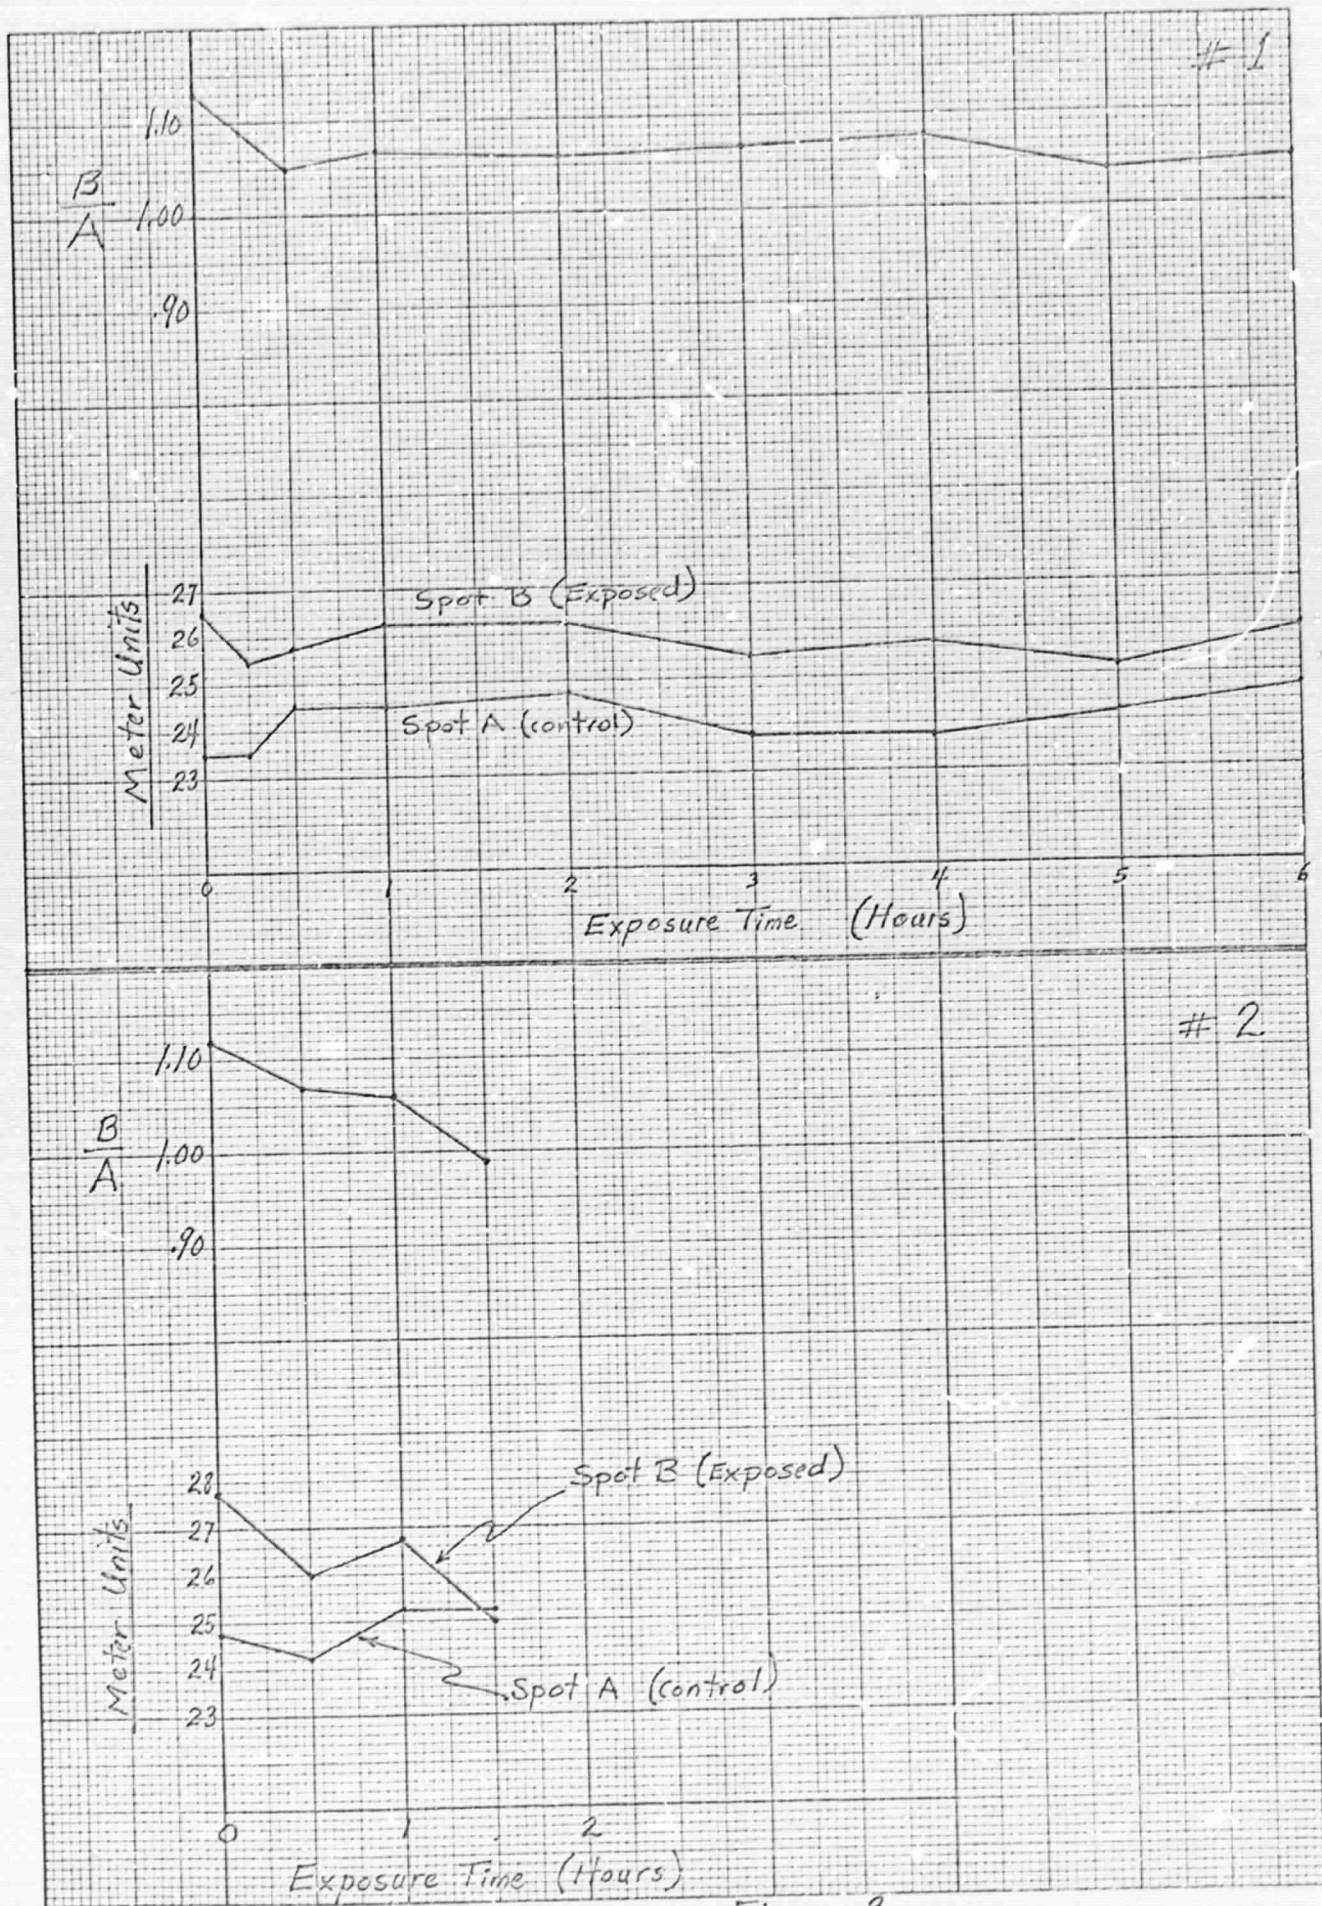 # 1
1.10
B
A
1.00
.90
27
Spot B (Exposed)
26
Meter Units
25
24
Spot A (control)
23
0 1 2 3 4 5 6
Exposure Time (Hours)
# 2
1.10
B
A
1.00
.90
28
Spot B (Exposed)
27
Meter Units
26
25
24
Spot A (control)
23
0 1 2
Exposure Time (Hours)